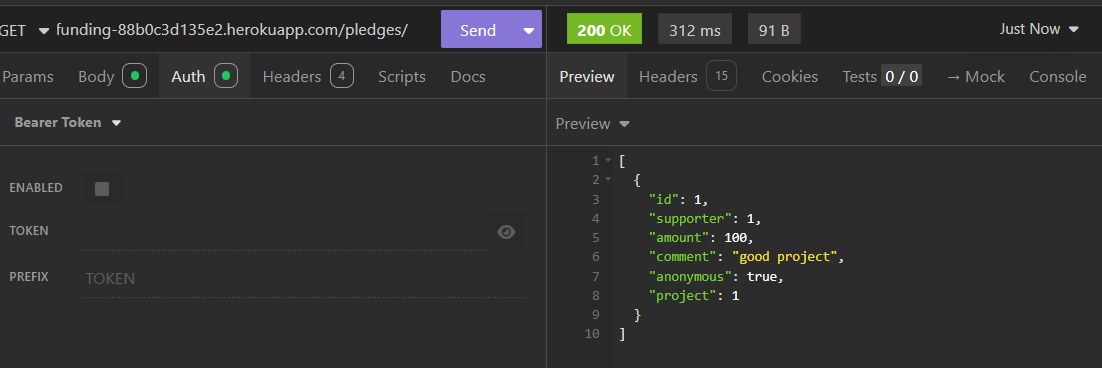 GET funding-88b0c3d135e2.herokuapp.com/pledges/ Send 200 OK 312 ms 91 B Just Now
Params Body Auth Headers 4 Scripts Docs
Preview Headers 15 Cookies Tests 0 / 0 → Mock Console
Bearer Token
Preview
ENABLED
TOKEN
PREFIX TOKEN
1 [
2 {
3 "id": 1,
4 "supporter": 1,
5 "amount": 100,
6 "comment": "good project",
7 "anonymous": true,
8 "project": 1
9 }
10 ]